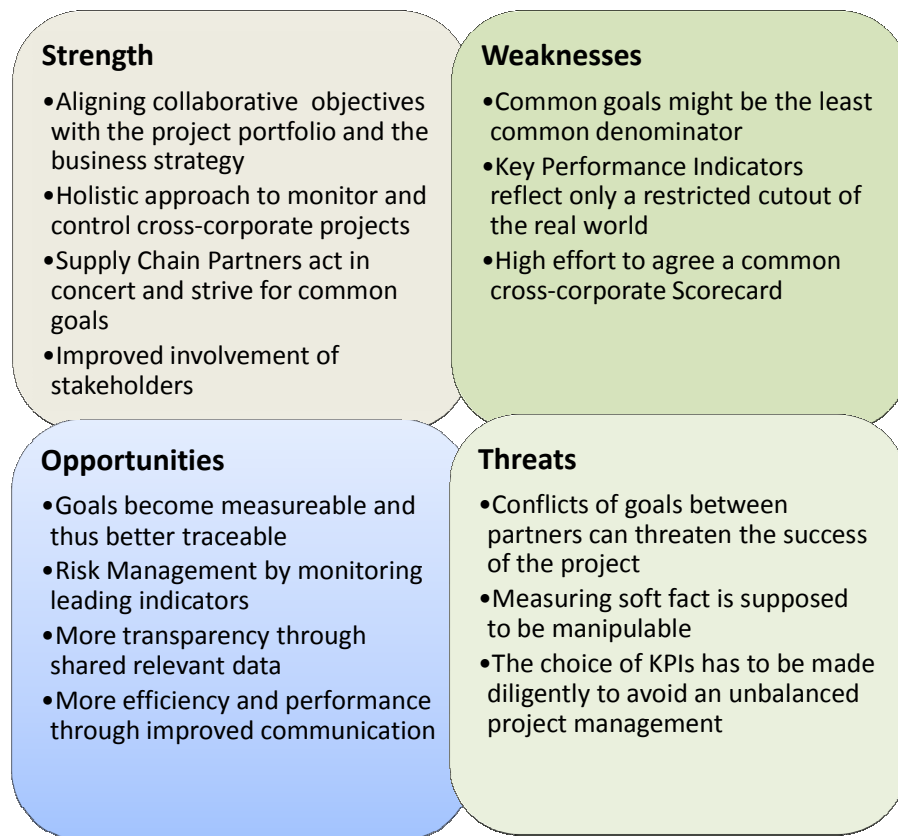 Strength
•Aligning collaborative objectives
with the project portfolio and the
business strategy
•Holistic approach to monitor and
control cross-corporate projects
•Supply Chain Partners act in
concert and strive for common
goals
•Improved involvement of
stakeholders
Weaknesses
•Common goals might be the least
common denominator
•Key Performance Indicators
reflect only a restricted cutout of
the real world
•High effort to agree a common
cross-corporate Scorecard
Opportunities
•Goals become measureable and
thus better traceable
•Risk Management by monitoring
leading indicators
•More transparency through
shared relevant data
•More efficiency and performance
through improved communication
Threats
•Conflicts of goals between
partners can threaten the success
of the project
•Measuring soft fact is supposed
to be manipulable
•The choice of KPIs has to be made
diligently to avoid an unbalanced
project management